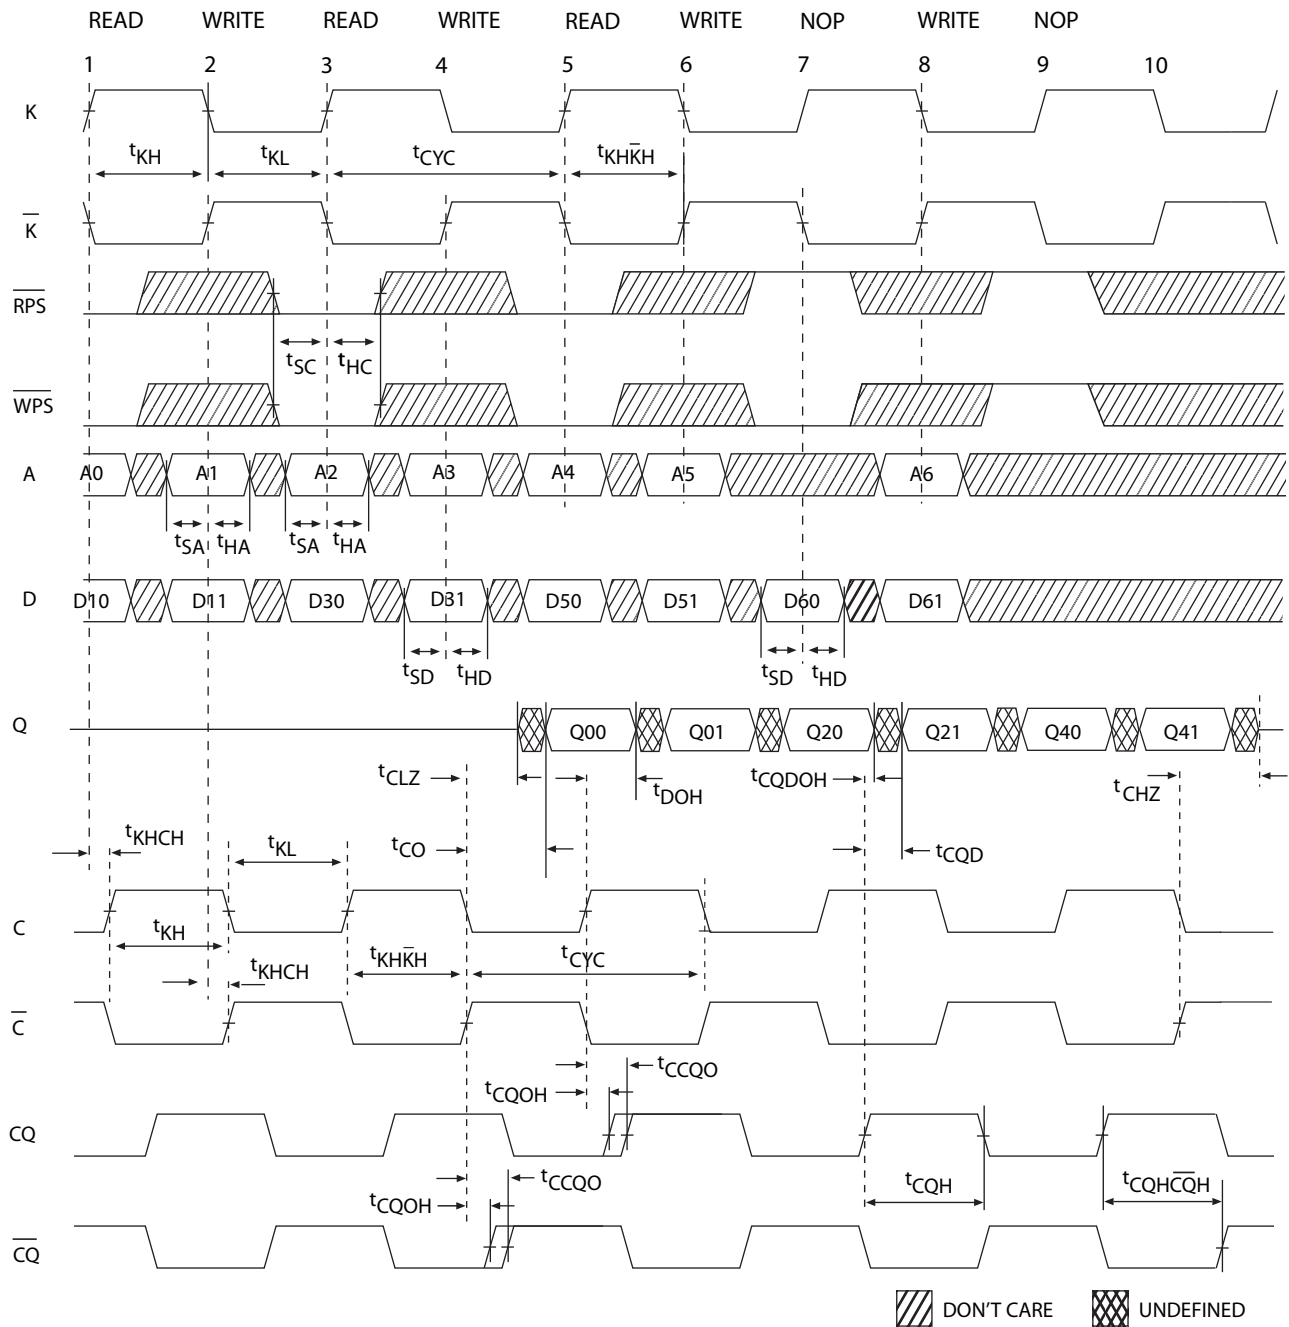 READ WRITE READ WRITE READ WRITE NOP WRITE NOP
1 2 3 4 5 6 7 8 9 10
K
tKH tKL tCYC tKHK̅H
K̅
R̅P̅S̅
tSC tHC
W̅P̅S̅
A A0 A1 A2 A3 A4 A5 A6
tSA tHA tSA tHA
D D10 D11 D30 D31 D50 D51 D60 D61
tSD tHD tSD tHD
Q Q00 Q01 Q20 Q21 Q40 Q41
tCLZ tDOH tCQDOH tCHZ
tKHCH tKL tCO tCQD
C
tKH tKHK̅H tCYC
tKHCH
C̅
tCCQO
tCQOH
CQ
tCCQO tCQH tCQHC̅Q̅H
tCQOH
C̅Q̅
DON'T CARE UNDEFINED